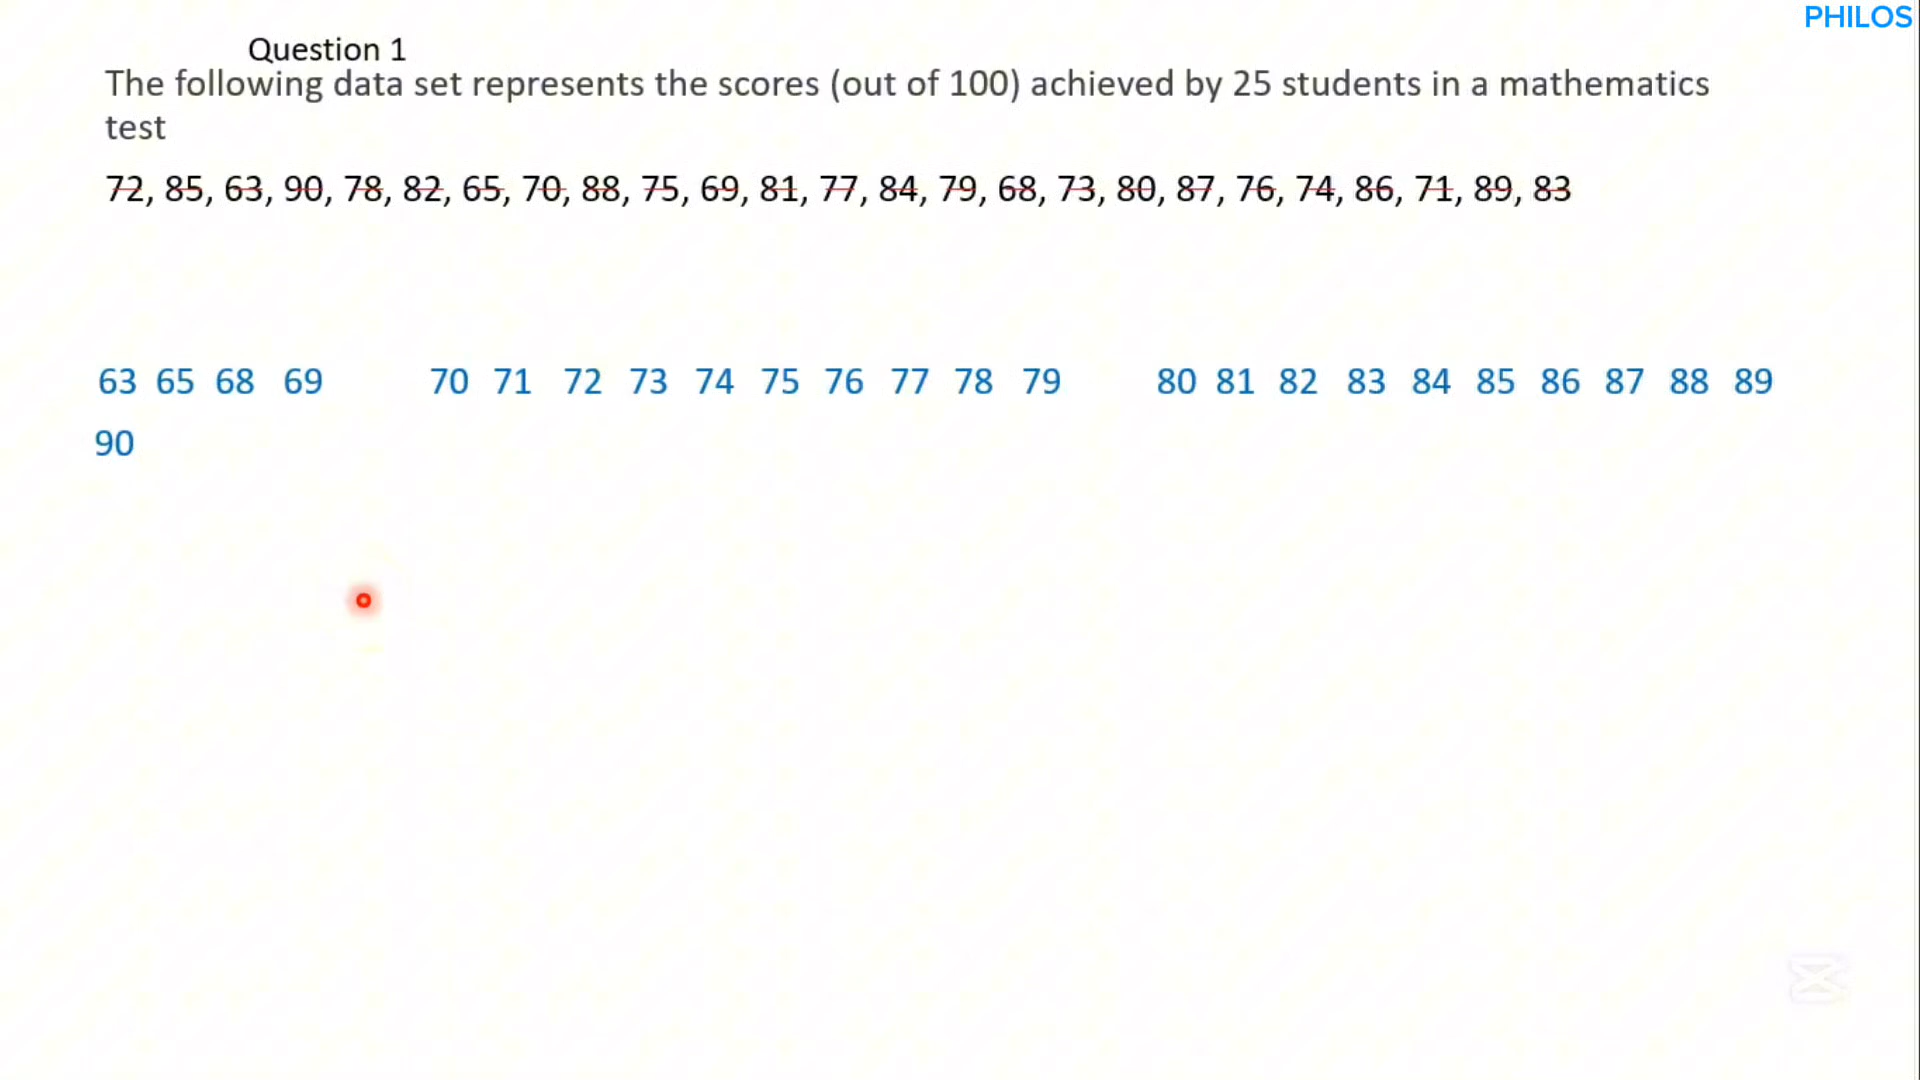 PHILOS
Question 1
The following data set represents the scores (out of 100) achieved by 25 students in a mathematics
test
72, 85, 63, 90, 78, 82, 65, 70, 88, 75, 69, 81, 77, 84, 79, 68, 73, 80, 87, 76, 74, 86, 71, 89, 83
63 65 68 69 70 71 72 73 74 75 76 77 78 79 80 81 82 83 84 85 86 87 88 89
90